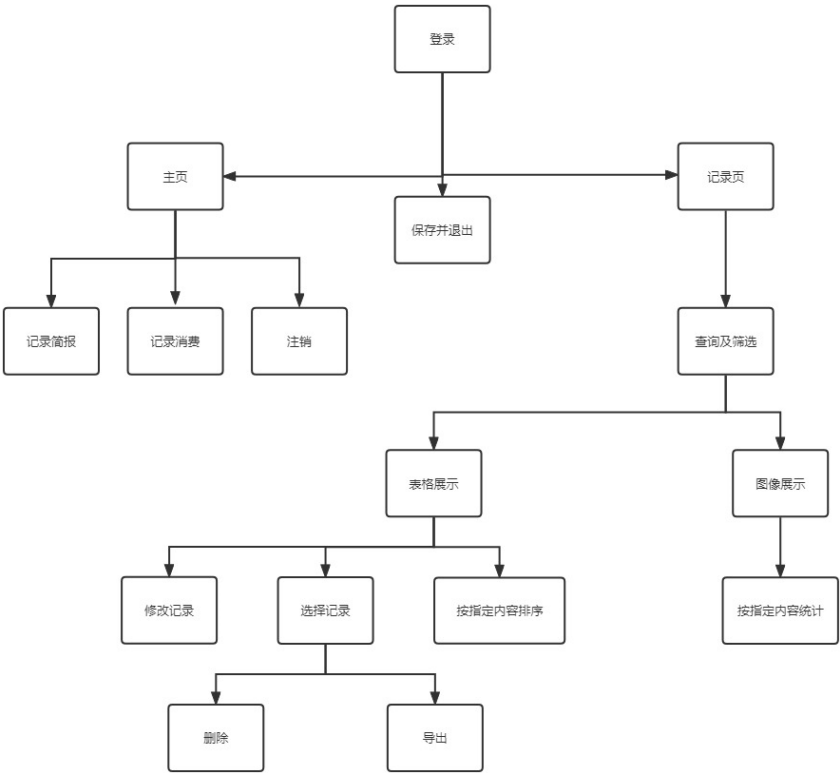 登录
主页
记录页
保存并退出
记录简报
记录消费
注销
查询及筛选
表格展示
图像展示
修改记录
选择记录
按指定内容排序
按指定内容统计
删除
导出